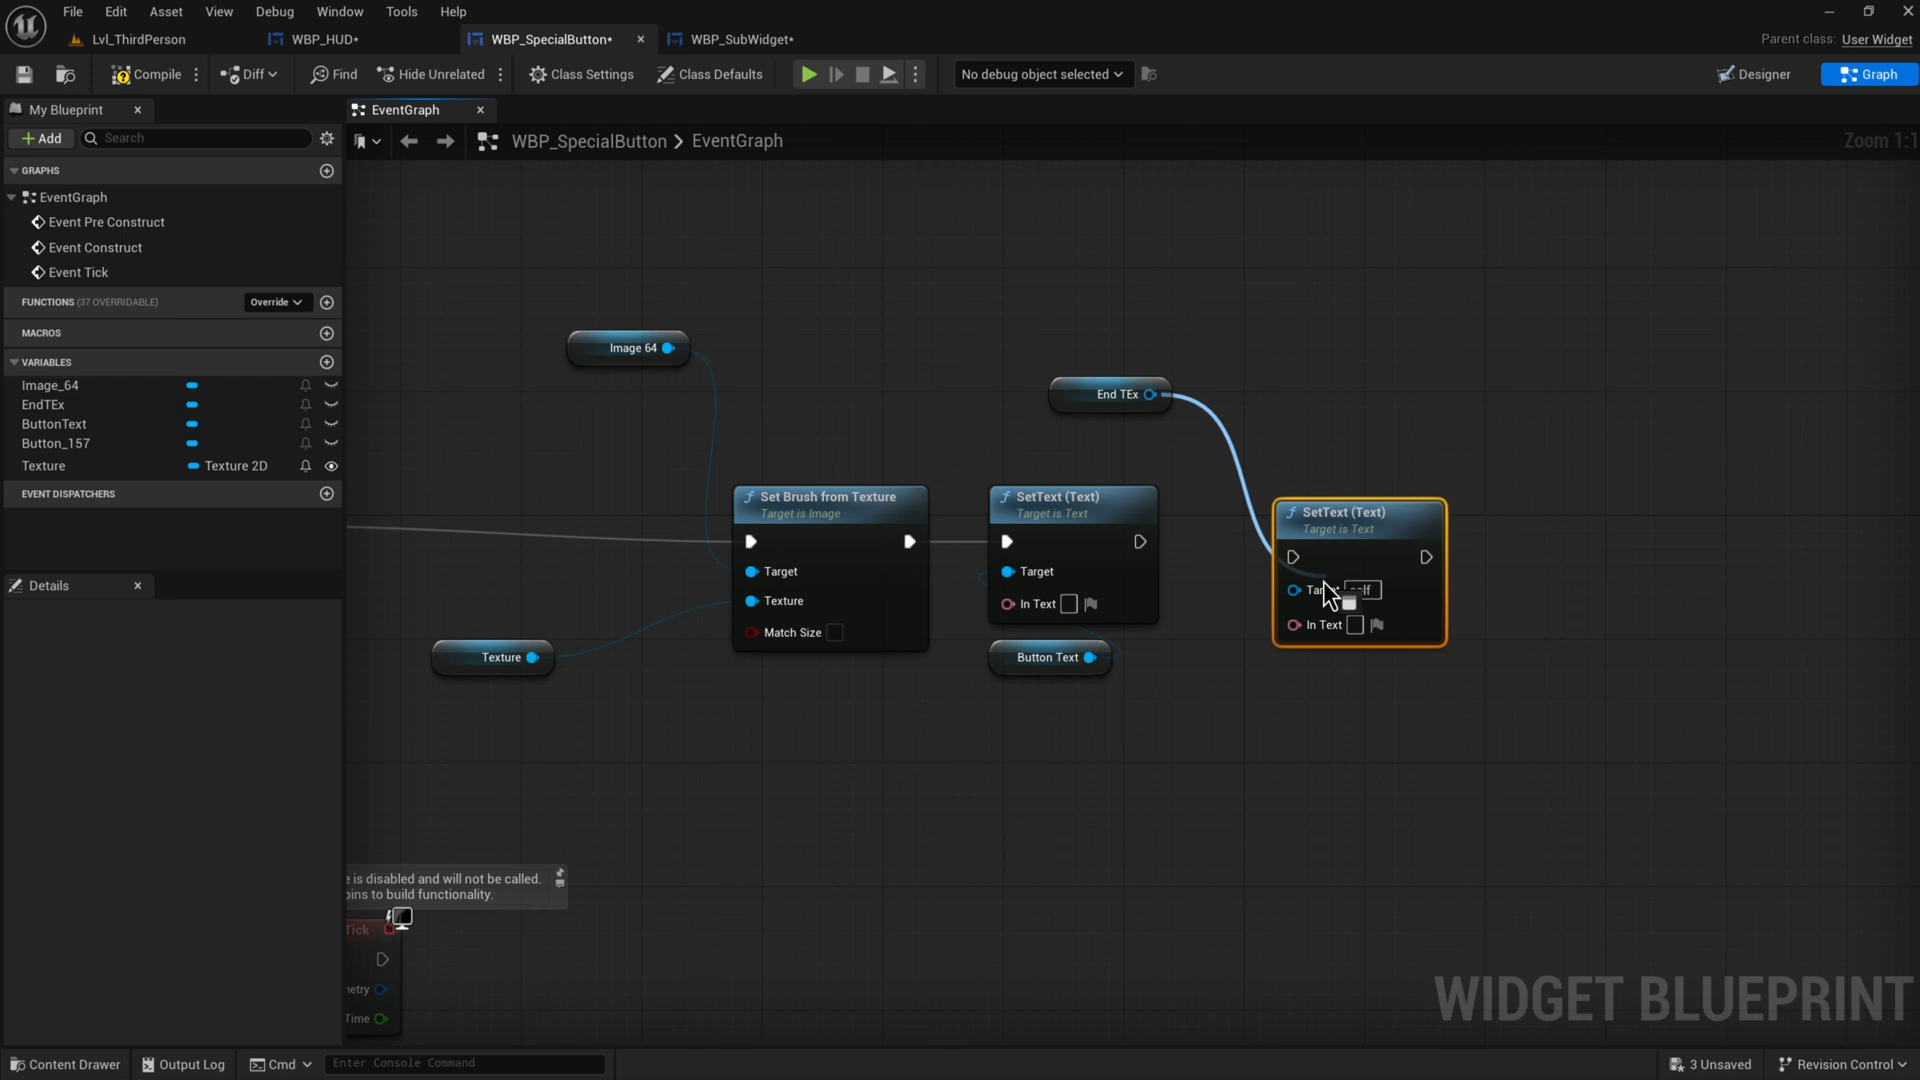 File Edit Asset View Debug Window Tools Help
Lvl_ThirdPerson WBP_HUD* WBP_SpecialButton* WBP_SubWidget* Parent class: User Widget
Compile Diff Find Hide Unrelated Class Settings Class Defaults No debug object selected Designer Graph
My Blueprint EventGraph
+ Add Search WBP_SpecialButton > EventGraph Zoom 1:1
GRAPHS
EventGraph
Event Pre Construct
Event Construct
Event Tick
FUNCTIONS (37 OVERRIDABLE) Override
MACROS
VARIABLES
Image_64
EndTEx
ButtonText
Button_157
Texture Texture 2D
EVENT DISPATCHERS
Details
Image 64
End TEx
Set Brush from Texture
Target is Image
Target
Texture
Match Size
SetText (Text)
Target is Text
Target
In Text
SetText (Text)
Target is Text
In Text
Texture
Button Text
e is disabled and will not be called.
pins to build functionality.
Tick
metry
Time
WIDGET BLUEPRINT
Content Drawer Output Log Cmd Enter Console Command 3 Unsaved Revision Control